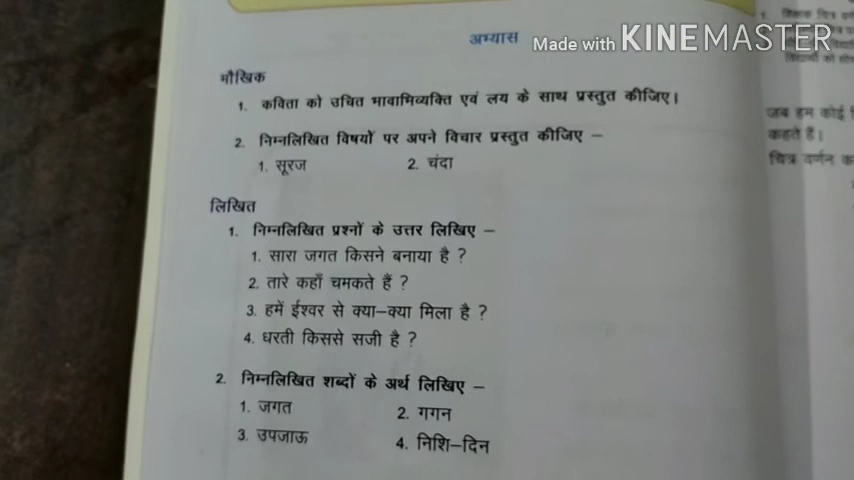 अभ्यास
Made with KINEMASTER
मौखिक
1. कविता को उचित भावाभिव्यक्ति एवं लय के साथ प्रस्तुत कीजिए।
2. निम्नलिखित विषयों पर अपने विचार प्रस्तुत कीजिए –
1. सूरज 2. चंदा
लिखित
1. निम्नलिखित प्रश्नों के उत्तर लिखिए –
1. सारा जगत किसने बनाया है ?
2. तारे कहाँ चमकते हैं ?
3. हमें ईश्वर से क्या–क्या मिला है ?
4. धरती किससे सजी है ?
2. निम्नलिखित शब्दों के अर्थ लिखिए –
1. जगत 2. गगन
3. उपजाऊ 4. निशि–दिन
जब हम कोई
कहते हैं।
चित्र वर्णन